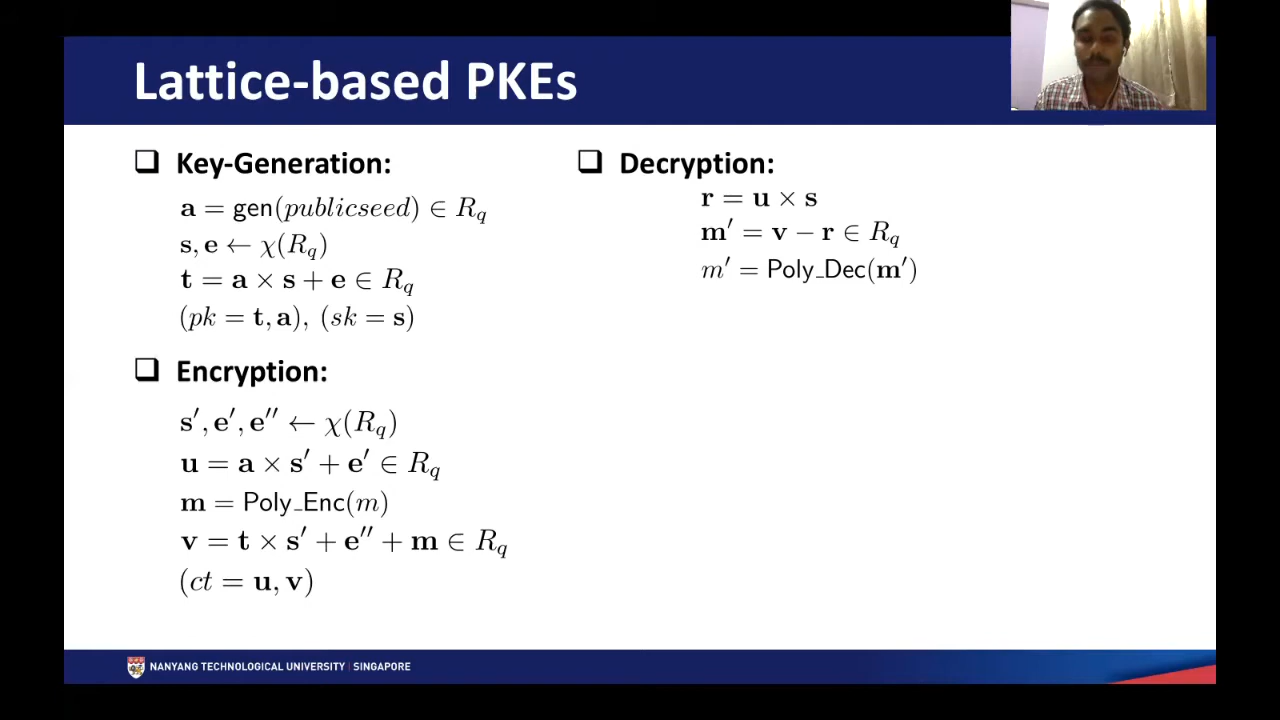 Lattice-based PKEs
❑ Key-Generation:
a = gen(publicseed) ∈ R_q
s, e ← χ(R_q)
t = a × s + e ∈ R_q
(pk = t, a), (sk = s)
❑ Encryption:
s′, e′, e′′ ← χ(R_q)
u = a × s′ + e′ ∈ R_q
m = Poly_Enc(m)
v = t × s′ + e′′ + m ∈ R_q
(ct = u, v)
❑ Decryption:
r = u × s
m′ = v − r ∈ R_q
m′ = Poly_Dec(m′)
NANYANG TECHNOLOGICAL UNIVERSITY | SINGAPORE